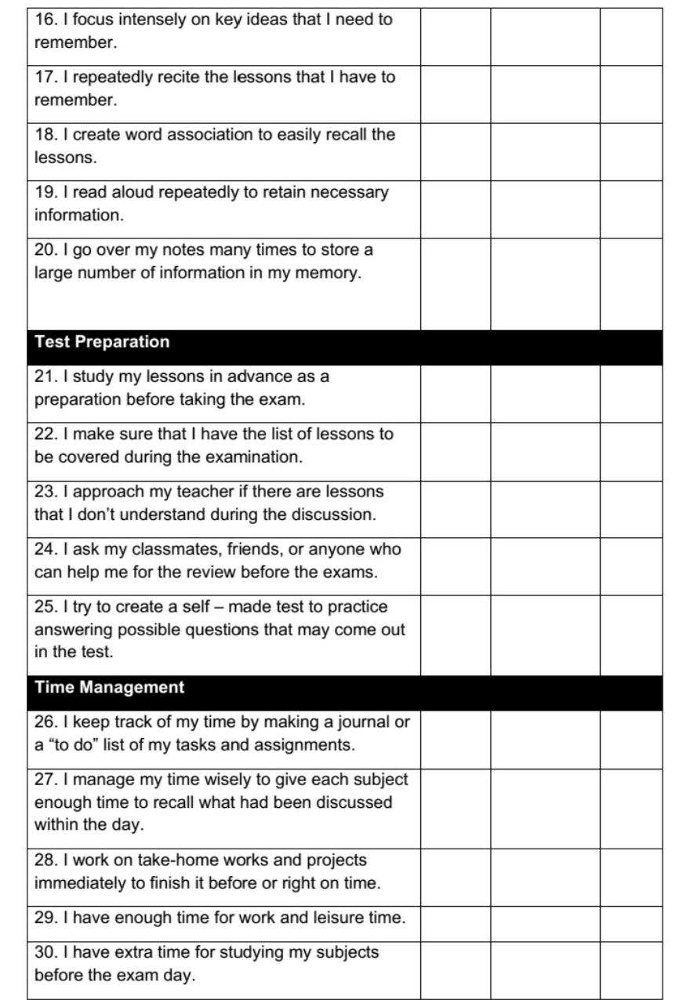 16. I focus intensely on key ideas that I need to
remember.
17. I repeatedly recite the lessons that I have to
remember.
18. I create word association to easily recall the
lessons.
19. I read aloud repeatedly to retain necessary
information.
20. I go over my notes many times to store a
large number of information in my memory.
Test Preparation
21. I study my lessons in advance as a
preparation before taking the exam.
22. I make sure that I have the list of lessons to
be covered during the examination.
23. I approach my teacher if there are lessons
that I don’t understand during the discussion.
24. I ask my classmates, friends, or anyone who
can help me for the review before the exams.
25. I try to create a self – made test to practice
answering possible questions that may come out
in the test.
Time Management
26. I keep track of my time by making a journal or
a “to do” list of my tasks and assignments.
27. I manage my time wisely to give each subject
enough time to recall what had been discussed
within the day.
28. I work on take-home works and projects
immediately to finish it before or right on time.
29. I have enough time for work and leisure time.
30. I have extra time for studying my subjects
before the exam day.